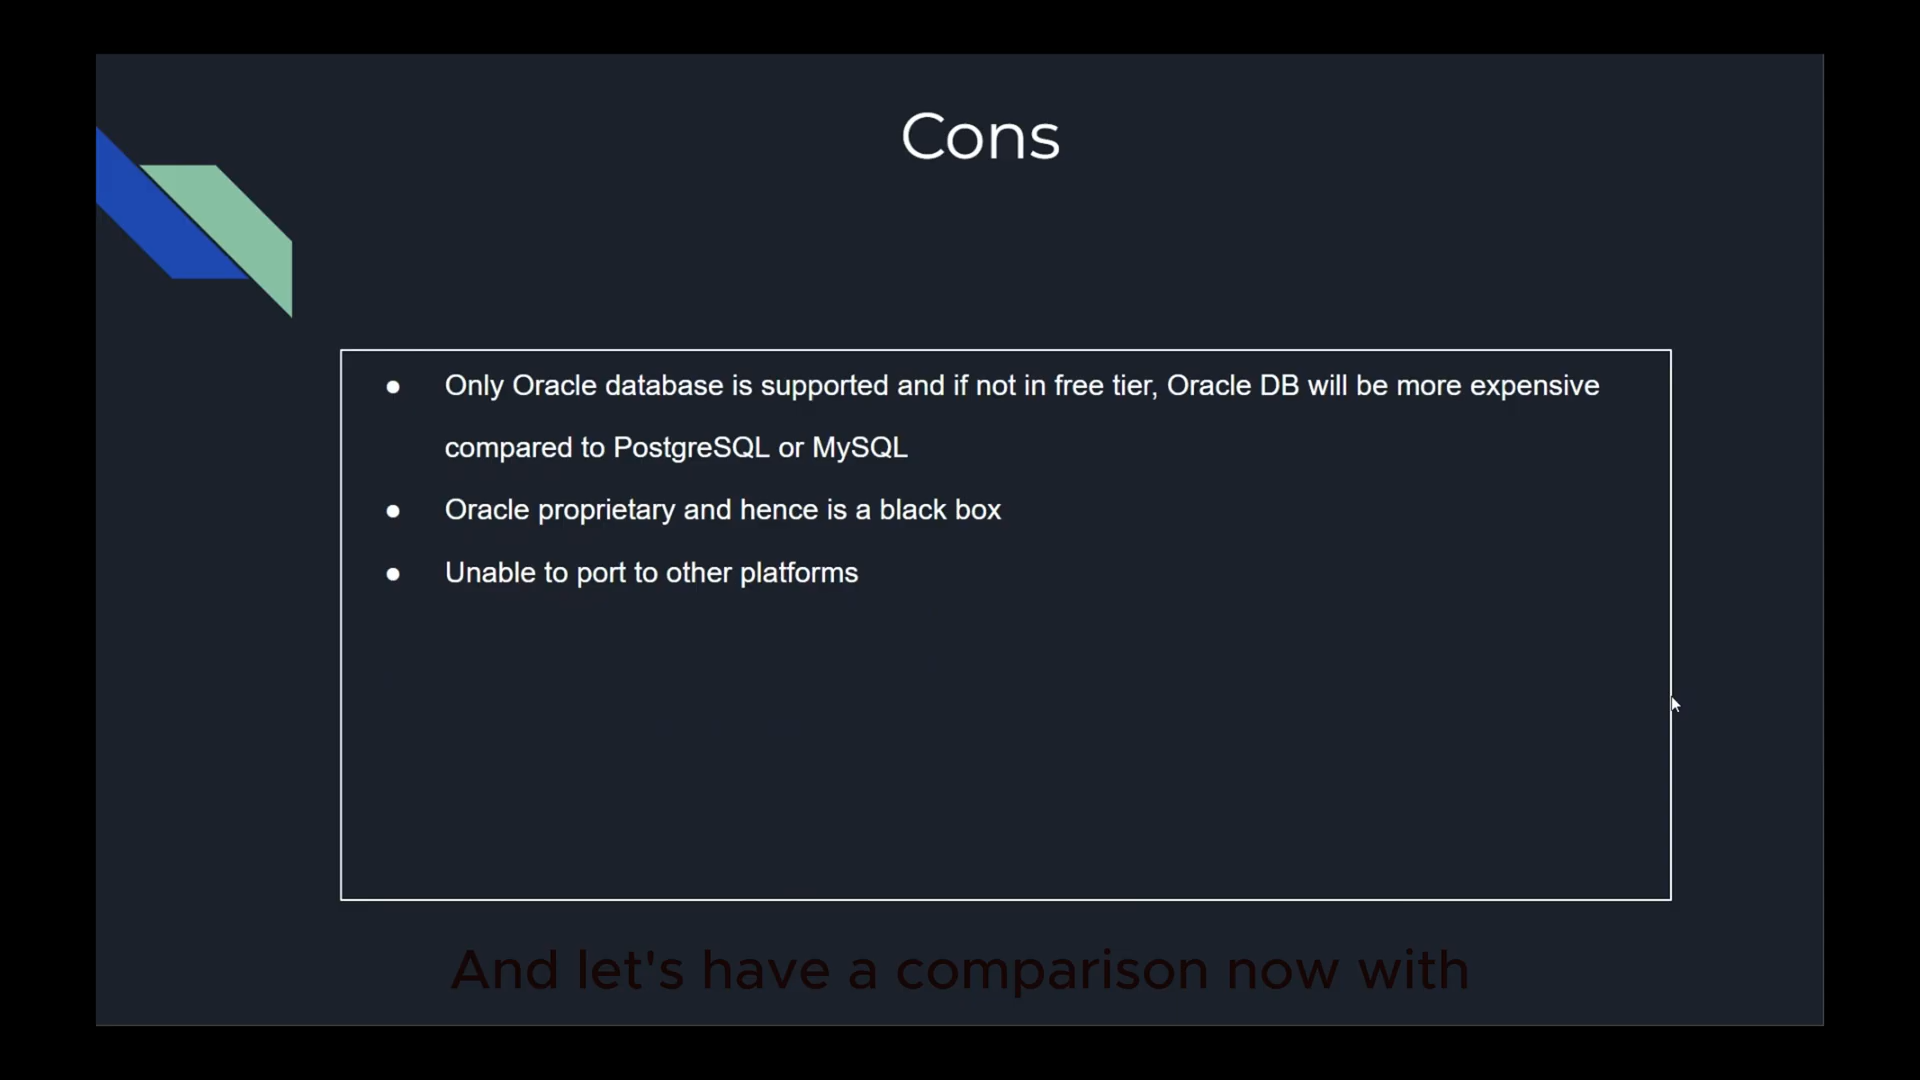 Cons
● Only Oracle database is supported and if not in free tier, Oracle DB will be more expensive
compared to PostgreSQL or MySQL
● Oracle proprietary and hence is a black box
● Unable to port to other platforms
And let's have a comparison now with